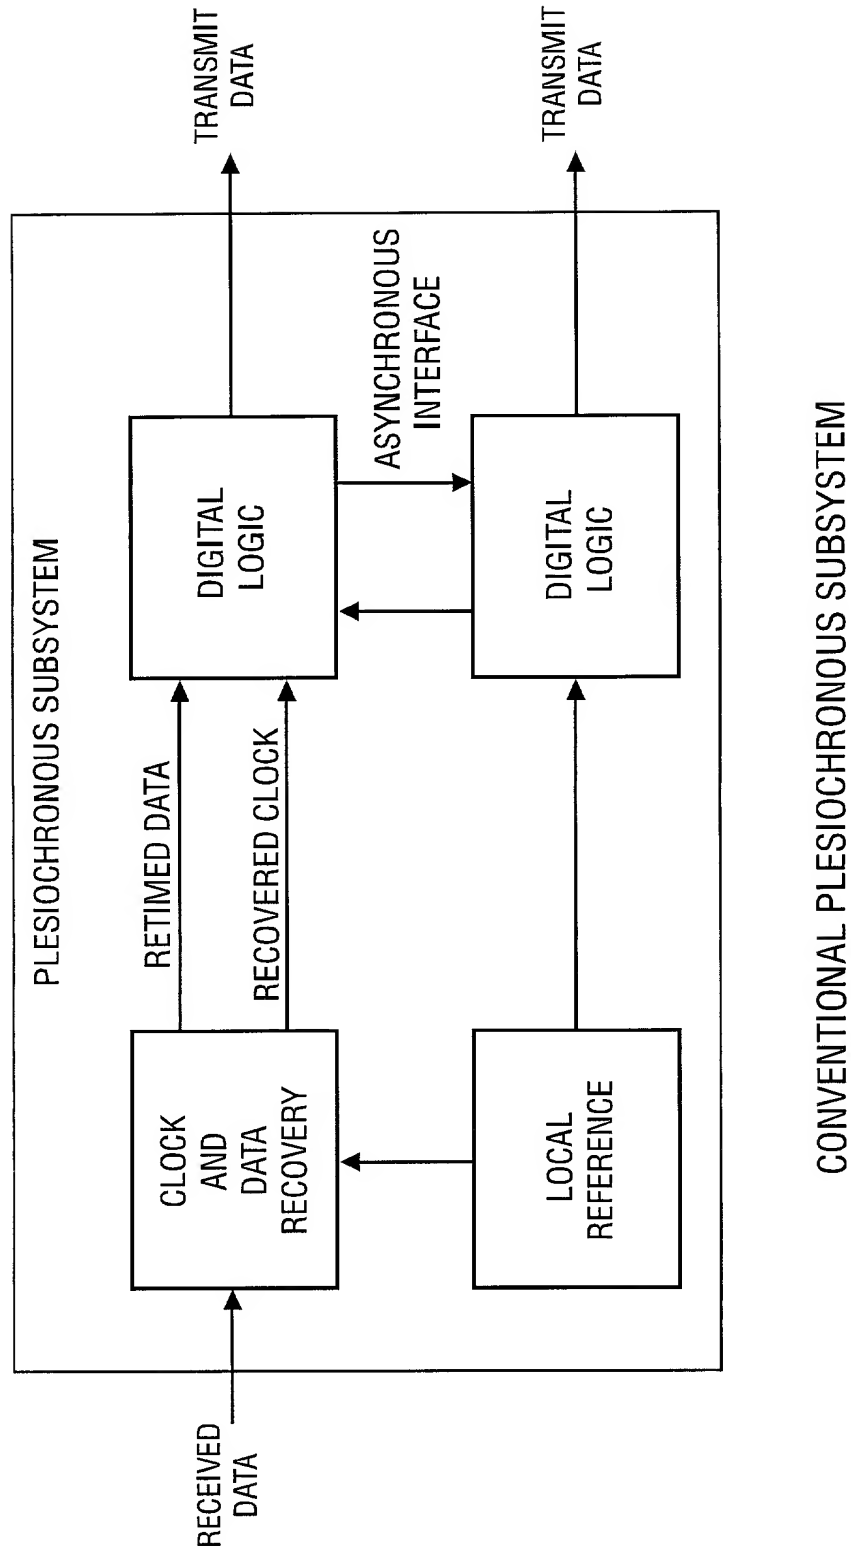 PLESIOCHRONOUS SUBSYSTEM
RECEIVED
DATA
CLOCK
AND
DATA
RECOVERY
RETIMED DATA
RECOVERED CLOCK
DIGITAL
LOGIC
TRANSMIT
DATA
ASYNCHRONOUS
INTERFACE
LOCAL
REFERENCE
DIGITAL
LOGIC
TRANSMIT
DATA
CONVENTIONAL PLESIOCHRONOUS SUBSYSTEM